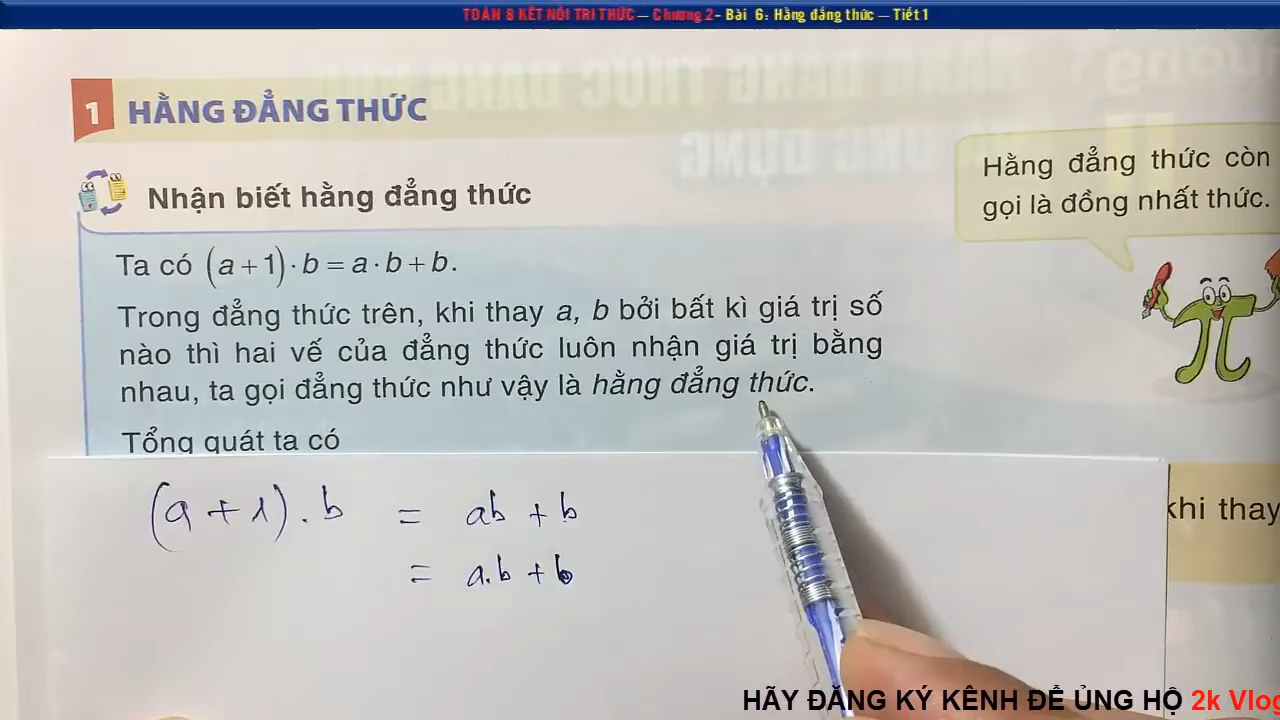 TOÁN 8 KẾT NỐI TRI THỨC – Chương 2- Bài 6: Hằng đẳng thức – Tiết 1
1 HẰNG ĐẲNG THỨC
Nhận biết hằng đẳng thức
Hằng đẳng thức còn
gọi là đồng nhất thức.
Ta có (a+1)·b = a·b+b.
Trong đẳng thức trên, khi thay a, b bởi bất kì giá trị số
nào thì hai vế của đẳng thức luôn nhận giá trị bằng
nhau, ta gọi đẳng thức như vậy là hằng đẳng thức.
Tổng quát ta có
(a+1).b = ab + b
= a.b + b
khi thay
HÃY ĐĂNG KÝ KÊNH ĐỂ ỦNG HỘ 2k Vlog